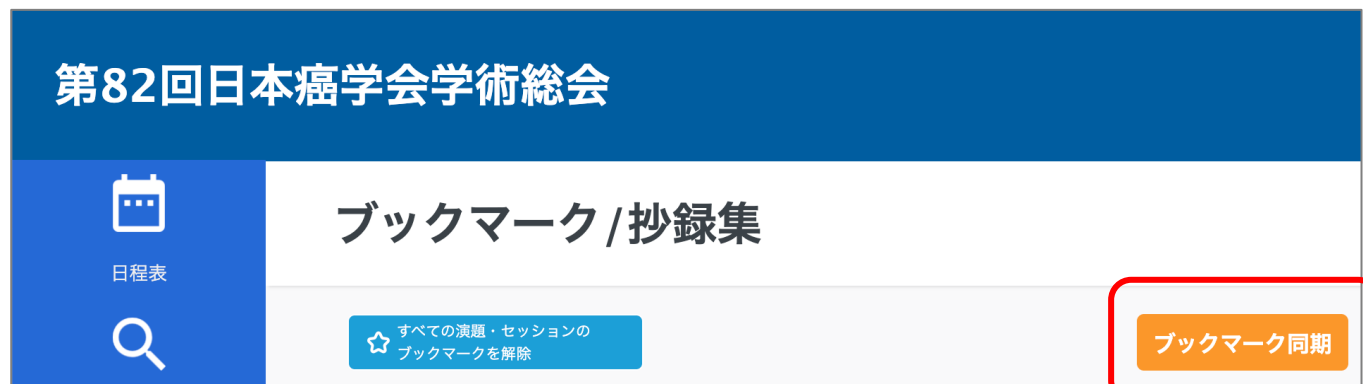 第82回日本癌学会学術総会
日程表
ブックマーク/抄録集
すべての演題・セッションの
ブックマークを解除
ブックマーク同期